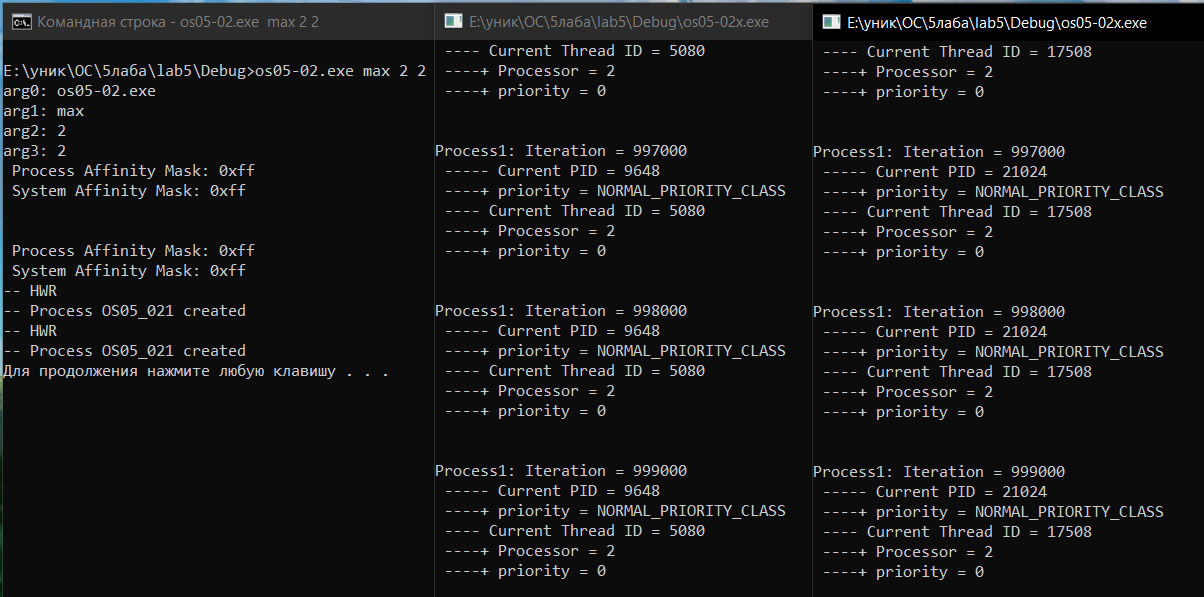 Командная строка - os05-02.exe  max 2 2
E:\уник\ОС\5лаба\lab5\Debug>os05-02.exe max 2 2
arg0: os05-02.exe
arg1: max
arg2: 2
arg3: 2
Process Affinity Mask: 0xff
System Affinity Mask: 0xff
Process Affinity Mask: 0xff
System Affinity Mask: 0xff
-- HWR
-- Process OS05_021 created
-- HWR
-- Process OS05_021 created
Для продолжения нажмите любую клавишу . . .
E:\уник\ОС\5лаба\lab5\Debug\os05-02x.exe
---- Current Thread ID = 5080
----+ Processor = 2
----+ priority = 0
Process1: Iteration = 997000
----- Current PID = 9648
----+ priority = NORMAL_PRIORITY_CLASS
---- Current Thread ID = 5080
----+ Processor = 2
----+ priority = 0
Process1: Iteration = 998000
----- Current PID = 9648
----+ priority = NORMAL_PRIORITY_CLASS
---- Current Thread ID = 5080
----+ Processor = 2
----+ priority = 0
Process1: Iteration = 999000
----- Current PID = 9648
----+ priority = NORMAL_PRIORITY_CLASS
---- Current Thread ID = 5080
----+ Processor = 2
----+ priority = 0
E:\уник\ОС\5лаба\lab5\Debug\os05-02x.exe
---- Current Thread ID = 17508
----+ Processor = 2
----+ priority = 0
Process1: Iteration = 997000
----- Current PID = 21024
----+ priority = NORMAL_PRIORITY_CLASS
---- Current Thread ID = 17508
----+ Processor = 2
----+ priority = 0
Process1: Iteration = 998000
----- Current PID = 21024
----+ priority = NORMAL_PRIORITY_CLASS
---- Current Thread ID = 17508
----+ Processor = 2
----+ priority = 0
Process1: Iteration = 999000
----- Current PID = 21024
----+ priority = NORMAL_PRIORITY_CLASS
---- Current Thread ID = 17508
----+ Processor = 2
----+ priority = 0